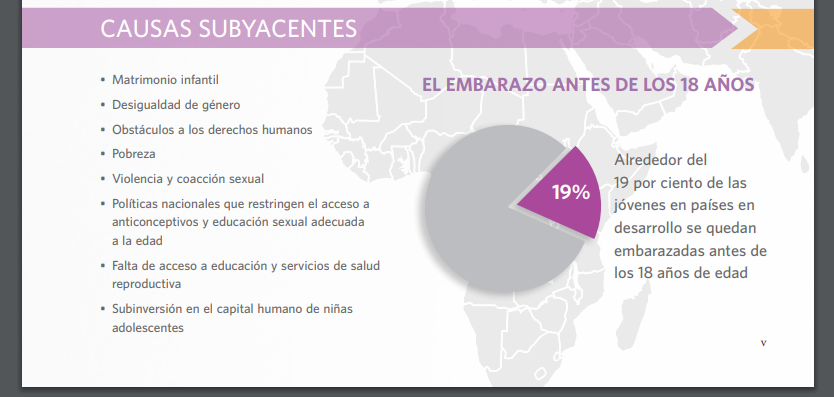 CAUSAS SUBYACENTES
• Matrimonio infantil
• Desigualdad de género
• Obstáculos a los derechos humanos
• Pobreza
• Violencia y coacción sexual
• Políticas nacionales que restringen el acceso a
anticonceptivos y educación sexual adecuada
a la edad
• Falta de acceso a educación y servicios de salud
reproductiva
• Subinversión en el capital humano de niñas
adolescentes
EL EMBARAZO ANTES DE LOS 18 AÑOS
19%
Alrededor del
19 por ciento de las
jóvenes en países en
desarrollo se quedan
embarazadas antes de
los 18 años de edad
v